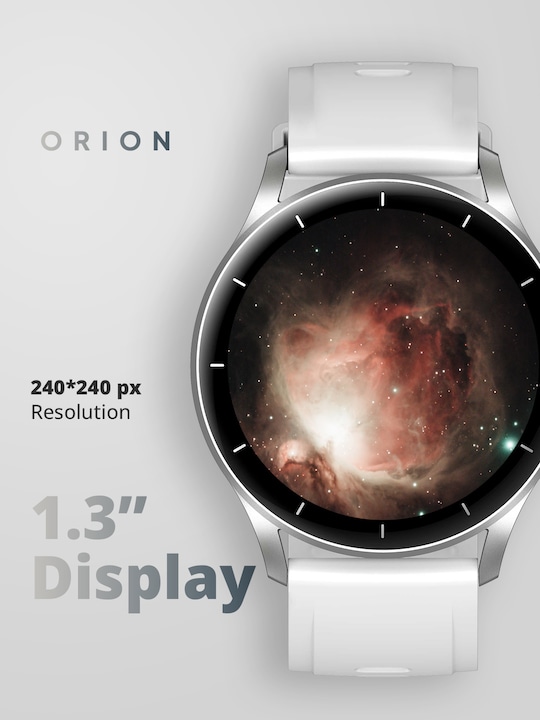 ORION
240*240 px
Resolution
1.3”
Display